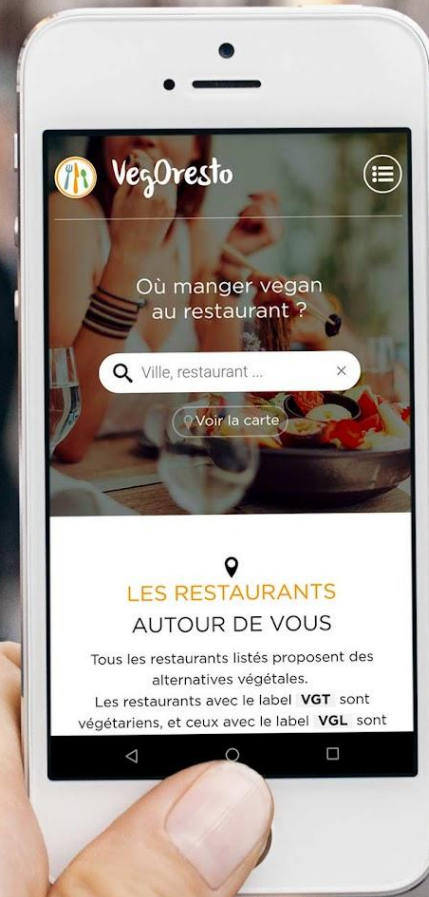 VegOresto
Où manger vegan
au restaurant ?
Ville, restaurant ...
Voir la carte
LES RESTAURANTS
AUTOUR DE VOUS
Tous les restaurants listés proposent des
alternatives végétales.
Les restaurants avec le label VGT sont
végétariens, et ceux avec le label VGL sont